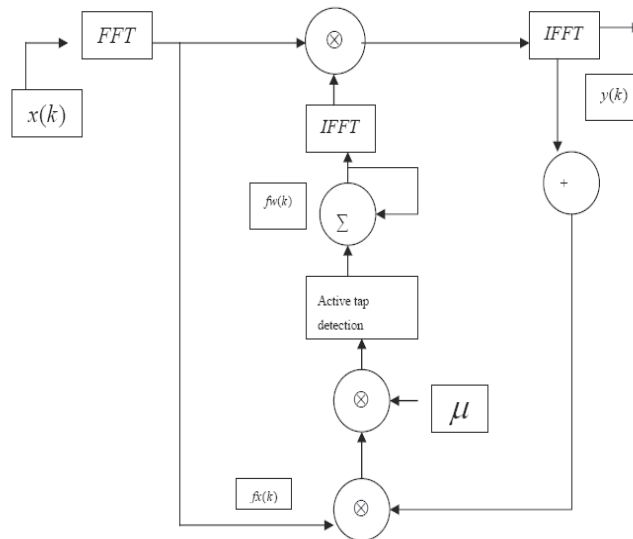 FFT
⊗
IFFT
x(k)
y(k)
IFFT
fw(k)
+
Σ
Active tap
detection
⊗
μ
fx(k)
⊗